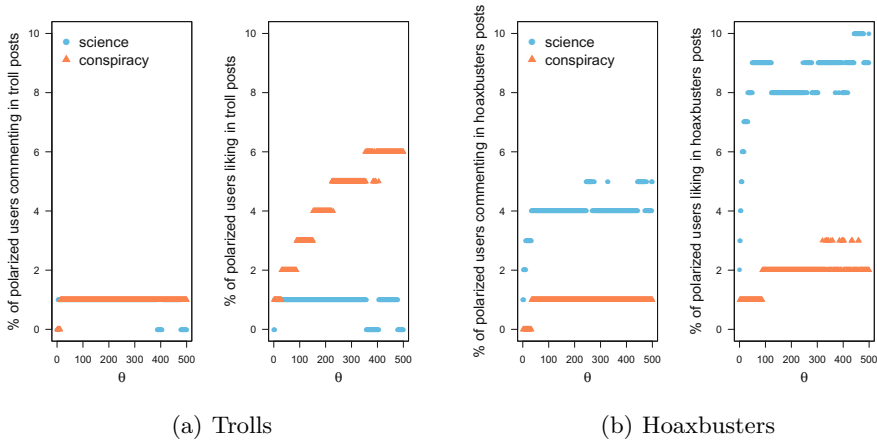 % of polarized users commenting in troll posts
10
8
6
4
2
0
science
conspiracy
0 100 200 300 400 500
θ
% of polarized users liking in troll posts
10
8
6
4
2
0
0 100 200 300 400 500
θ
(a) Trolls
% of polarized users commenting in hoaxbusters posts
10
8
6
4
2
0
science
conspiracy
0 100 200 300 400 500
θ
% of polarized users liking in hoaxbusters posts
10
8
6
4
2
0
0 100 200 300 400 500
θ
(b) Hoaxbusters